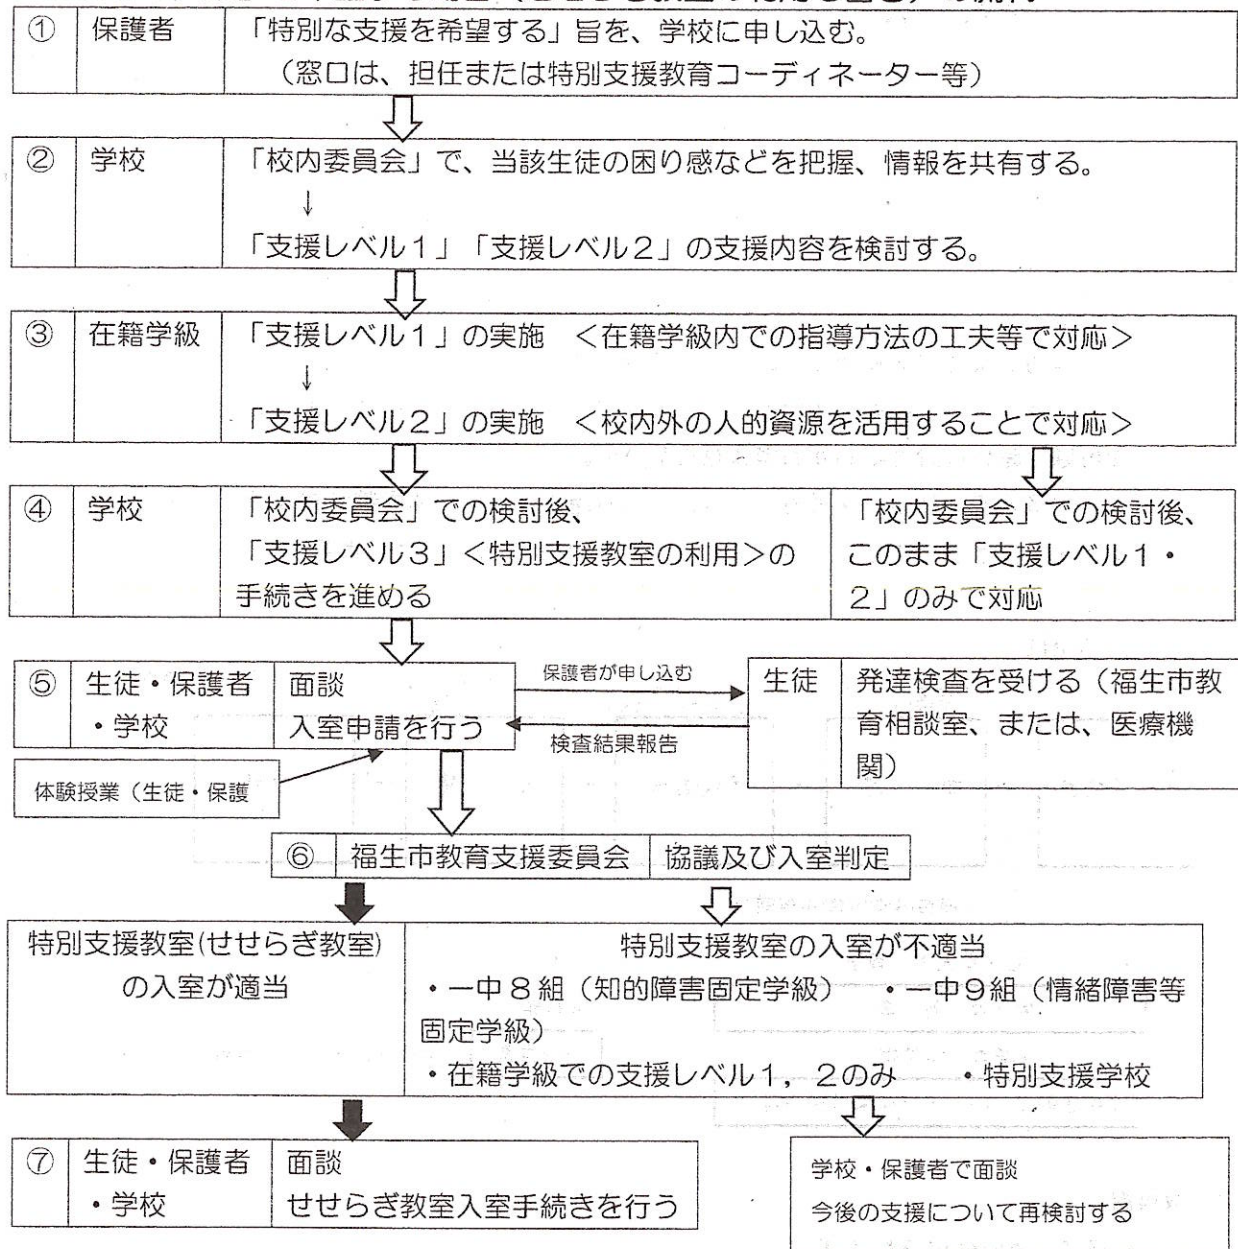 ① 保護者 「特別な支援を希望する」旨を、学校に申し込む。
（窓口は、担任または特別支援教育コーディネーター等）
② 学校 「校内委員会」で、当該生徒の困り感などを把握、情報を共有する。
↓
「支援レベル１」「支援レベル２」の支援内容を検討する。
③ 在籍学級 「支援レベル１」の実施　＜在籍学級内での指導方法の工夫等で対応＞
↓
「支援レベル２」の実施　＜校内外の人的資源を活用することで対応＞
④ 学校 「校内委員会」での検討後、
「支援レベル３」＜特別支援教室の利用＞の
手続きを進める
「校内委員会」での検討後、
このまま「支援レベル１・
２」のみで対応
⑤ 生徒・保護者
・学校
面談
入室申請を行う
保護者が申し込む
検査結果報告
生徒
発達検査を受ける（福生市教
育相談室、または、医療機
関）
体験授業（生徒・保護
⑥ 福生市教育支援委員会 協議及び入室判定
特別支援教室(せせらぎ教室)
の入室が適当
特別支援教室の入室が不適当
・一中８組（知的障害固定学級）　・一中９組（情緒障害等
固定学級）
・在籍学級での支援レベル１，２のみ　・特別支援学校
⑦ 生徒・保護者
・学校
面談
せせらぎ教室入室手続きを行う
学校・保護者で面談
今後の支援について再検討する